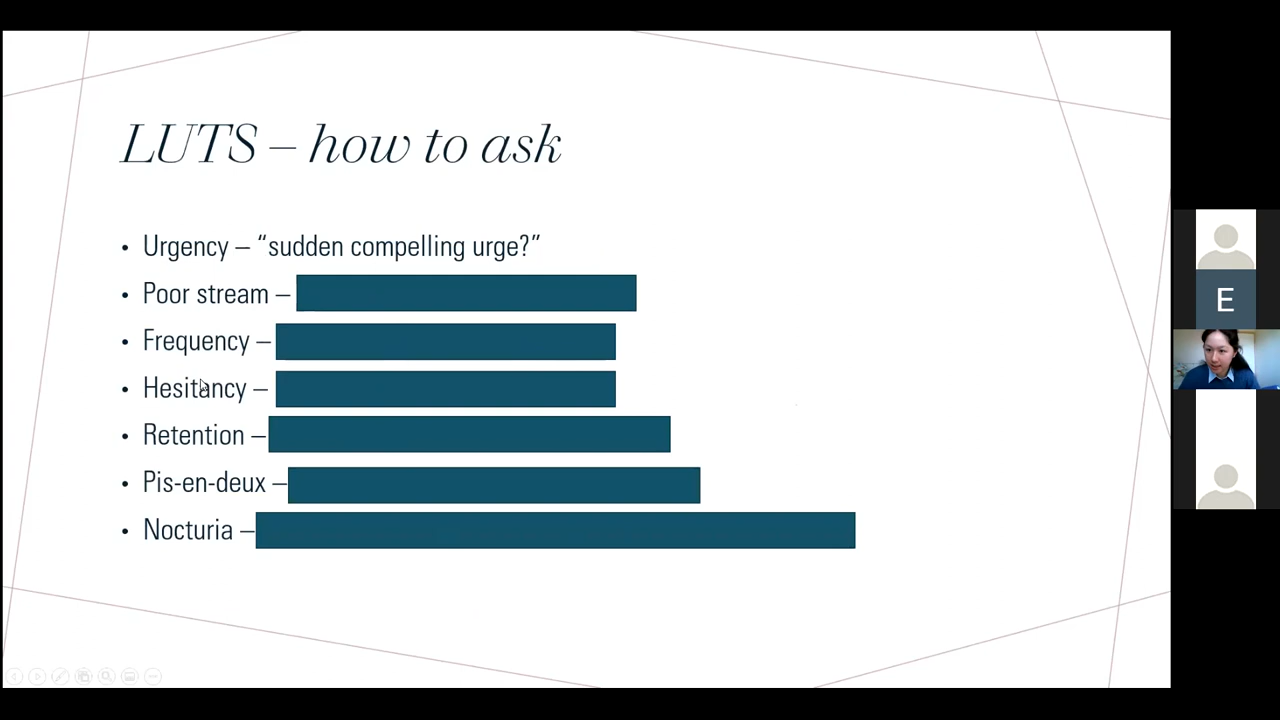 LUTS – how to ask
• Urgency – “sudden compelling urge?”
• Poor stream –
• Frequency –
• Hesitancy –
• Retention –
• Pis-en-deux –
• Nocturia –
E